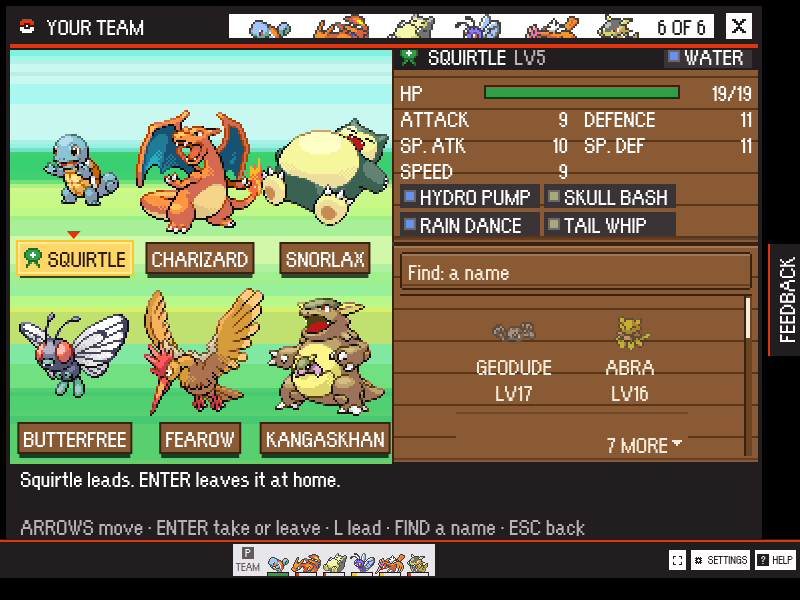 YOUR TEAM
6 OF 6
X
SQUIRTLE LV5
WATER
HP 19/19
ATTACK 9 DEFENCE 11
SP. ATK 10 SP. DEF 11
SPEED 9
HYDRO PUMP SKULL BASH
RAIN DANCE TAIL WHIP
SQUIRTLE CHARIZARD SNORLAX
Find: a name
GEODUDE ABRA
LV17 LV16
7 MORE
BUTTERFREE FEAROW KANGASKHAN
FEEDBACK
Squirtle leads. ENTER leaves it at home.
ARROWS move · ENTER take or leave · L lead · FIND a name · ESC back
P
TEAM
SETTINGS
? HELP